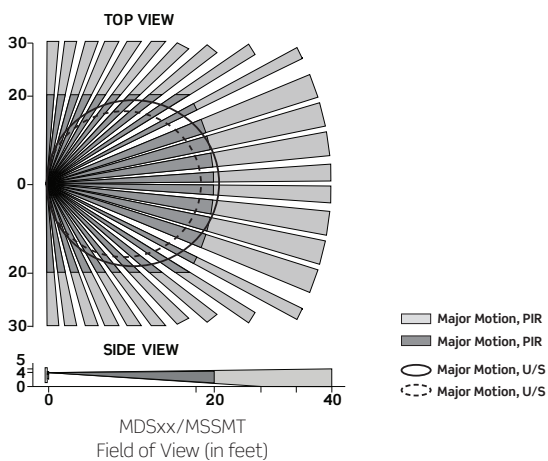 TOP VIEW
30
20
0
20
30
SIDE VIEW
5
4
0
0
20
40
MDSxx/MSSMT
Field of View (in feet)
Major Motion, PIR
Major Motion, PIR
Major Motion, U/S
Major Motion, U/S